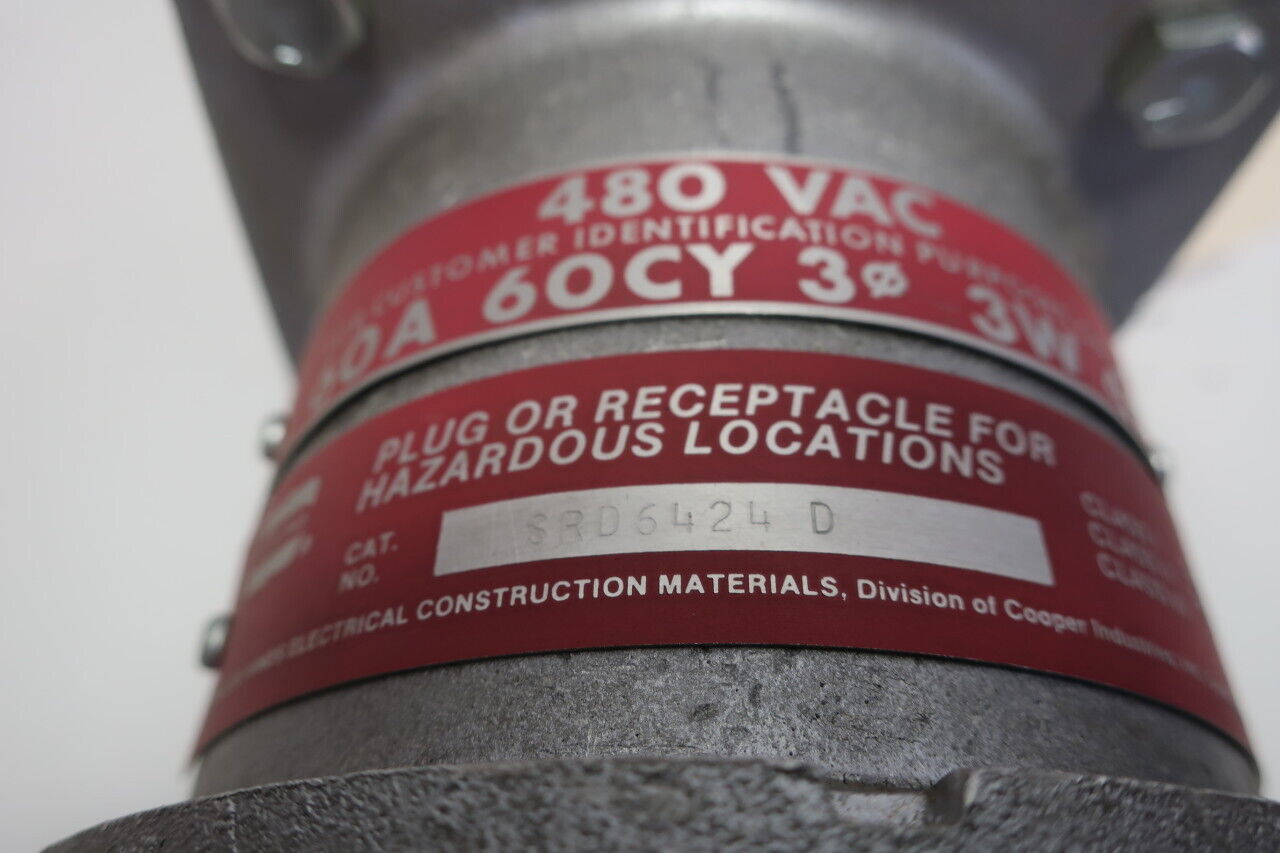 480 VAC
CUSTOMER IDENTIFICATION
60CY 3ø 3W
PLUG OR RECEPTACLE FOR
HAZARDOUS LOCATIONS
CAT.
NO. SRD6424 D
ELECTRICAL CONSTRUCTION MATERIALS, Division of Cooper Industries,